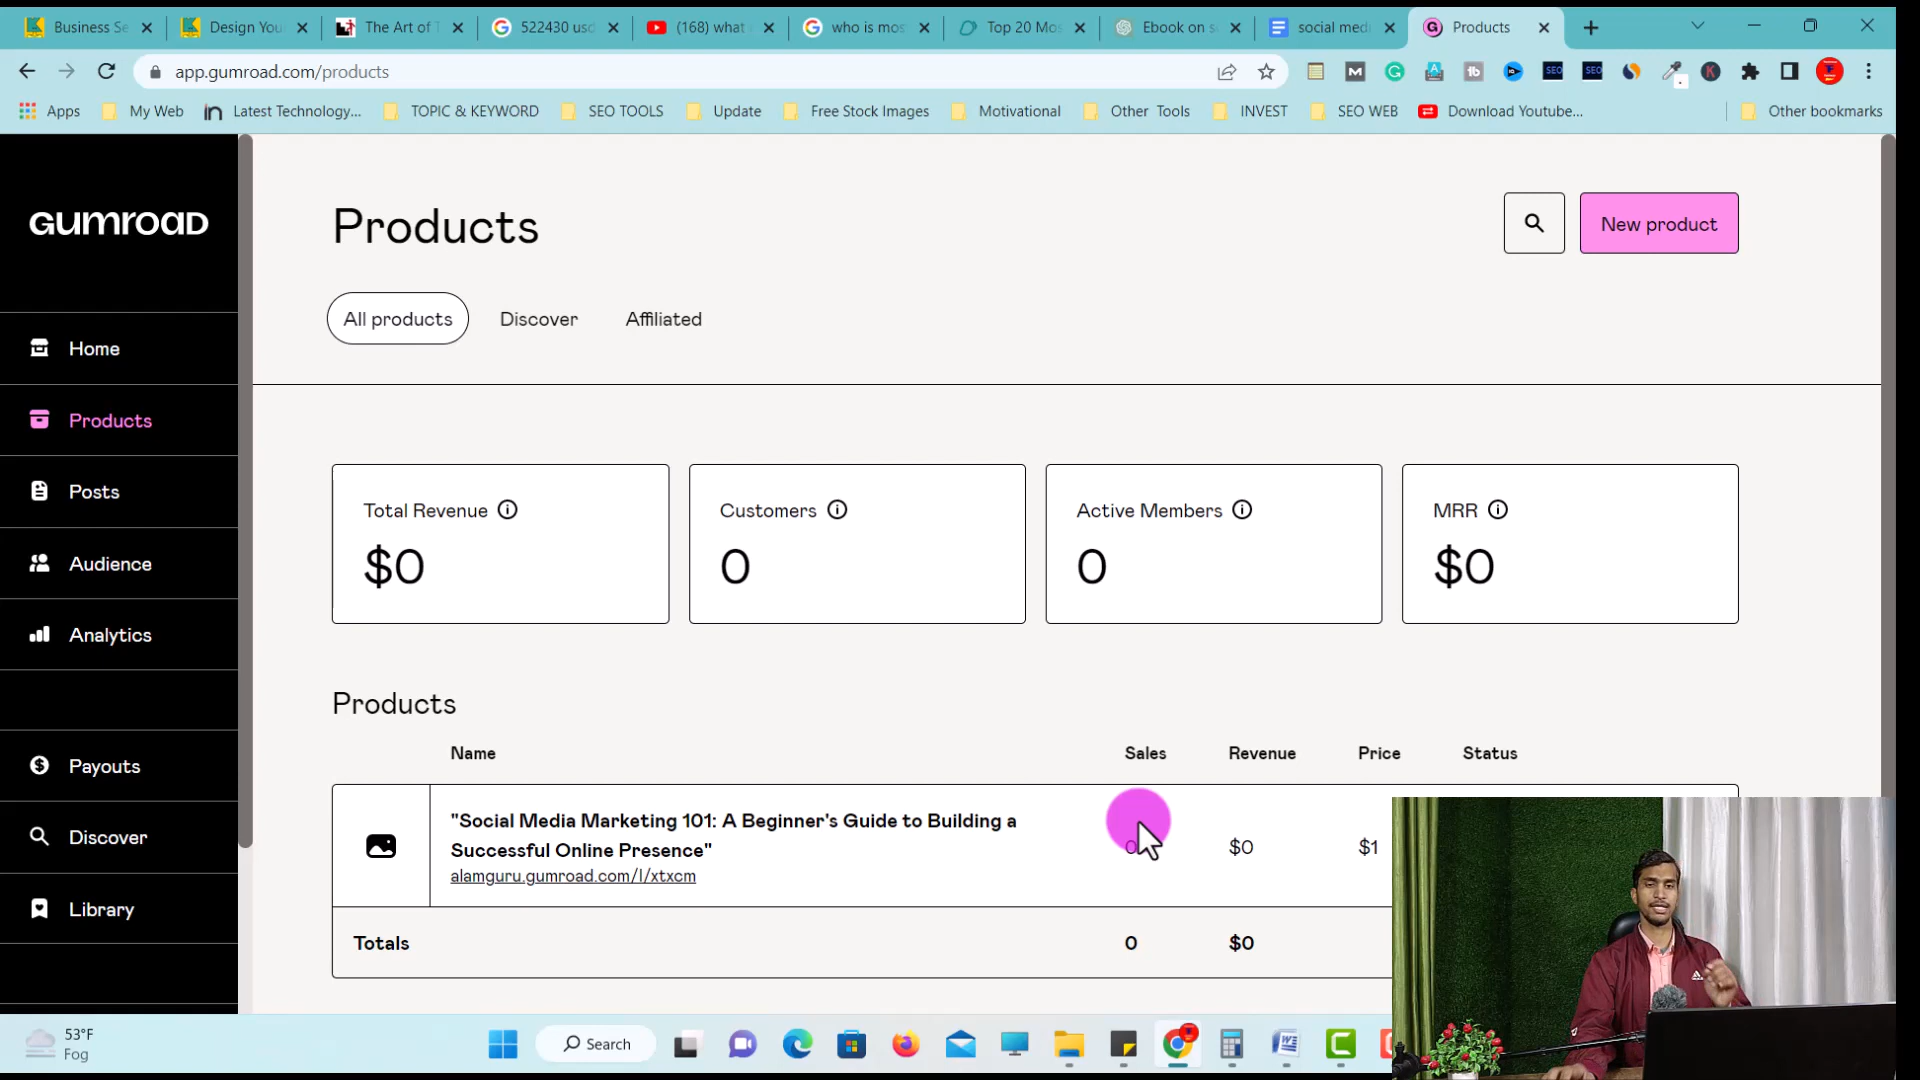 Business Se
Design You
The Art of T
522430 usd
(168) what
who is mos
Top 20 Mos
Ebook on s
social med
Products
app.gumroad.com/products
Apps
My Web
Latest Technology...
TOPIC & KEYWORD
SEO TOOLS
Update
Free Stock Images
Motivational
Other Tools
INVEST
SEO WEB
Download Youtube...
Other bookmarks
GUMROAD
Home
Products
Posts
Audience
Analytics
Payouts
Discover
Library
Products
New product
All products
Discover
Affiliated
Total Revenue
$0
Customers
0
Active Members
0
MRR
$0
Products
Name Sales Revenue Price Status
"Social Media Marketing 101: A Beginner's Guide to Building a
Successful Online Presence"
alamguru.gumroad.com/l/xtxcm
0 $0 $1
Totals 0 $0
53°F
Fog
Search